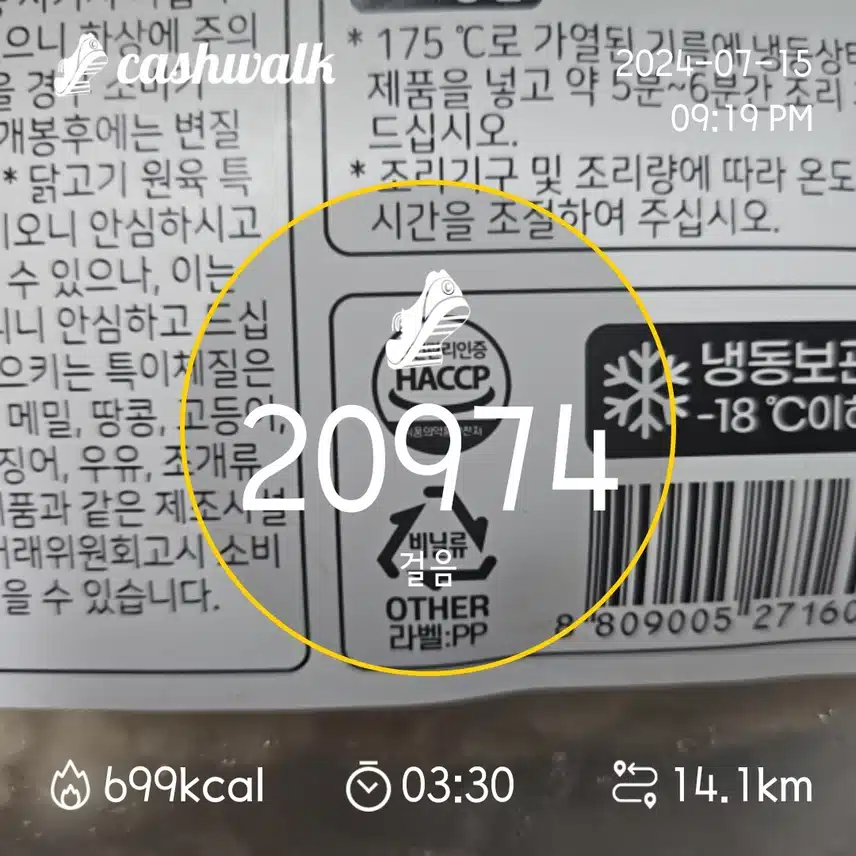 cashwalk
2024-07-15
09:19 PM
으니 화상에 주의
을 경우 소비자
개봉후에는 변질
* 닭고기 원육 특
이오니 안심하시고
수 있으나, 이는
니 안심하고 드십
으키는 특이체질은
메밀, 땅콩, 고등어,
징어, 우유, 조개류,
제품과 같은 제조시설
거래위원회고시 소비
을 수 있습니다.
* 175 ℃로 가열된 기름에 냉동상태
제품을 넣고 약 5분~6분간 조리
드십시오.
* 조리기구 및 조리량에 따라 온도
시간을 조절하여 주십시오.
HACCP
냉동보관
-18 ℃이하
20974
걸음
비닐류
OTHER
라벨:PP
8 809005 27160
699kcal
03:30
14.1km